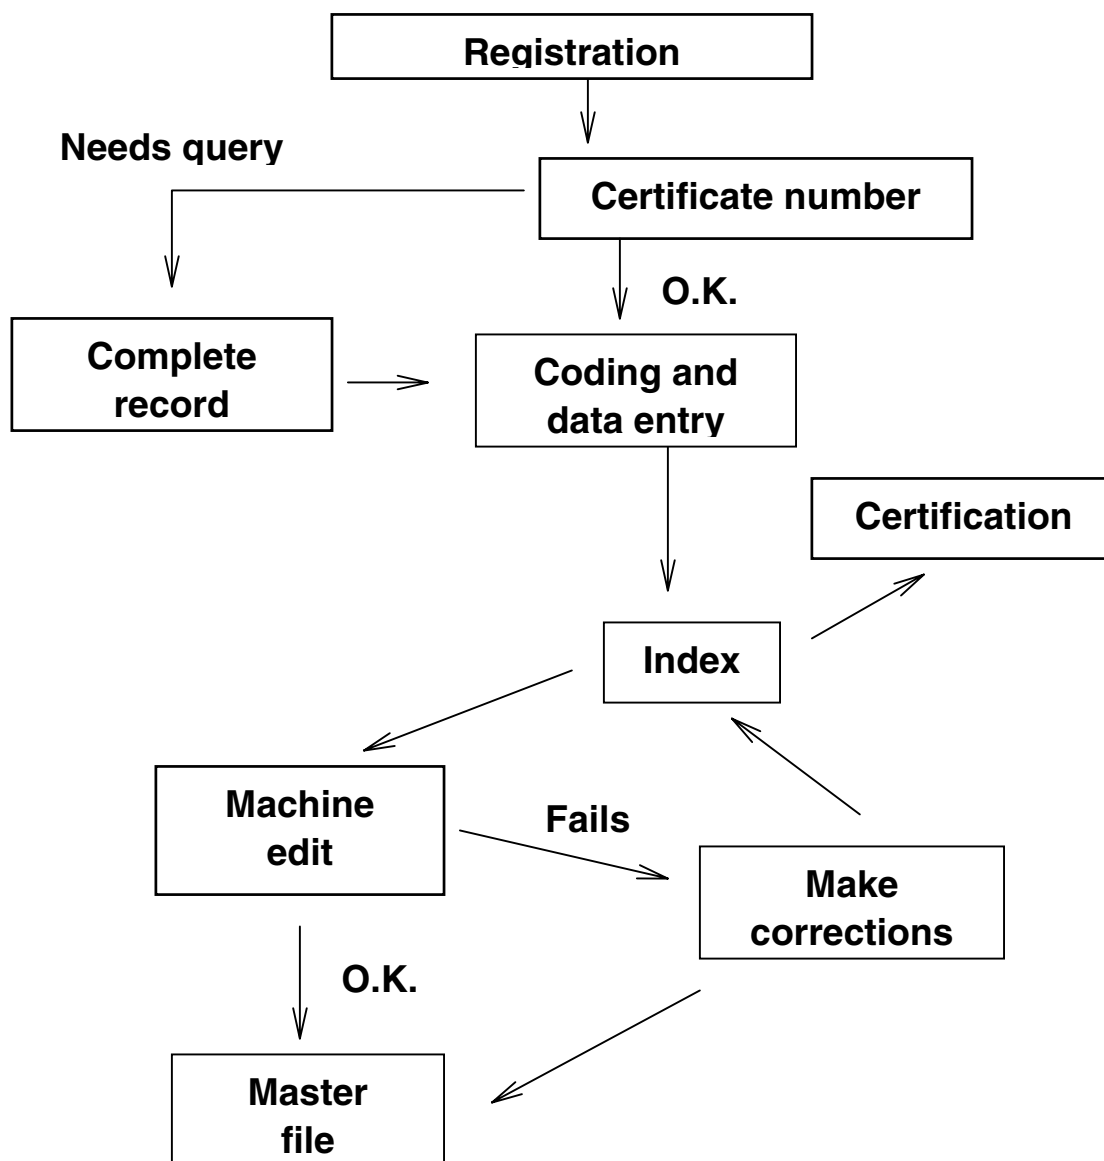 Registration
Needs query
Certificate number
O.K.
Complete
record
Coding and
data entry
Certification
Index
Machine
edit
Fails
Make
corrections
O.K.
Master
file